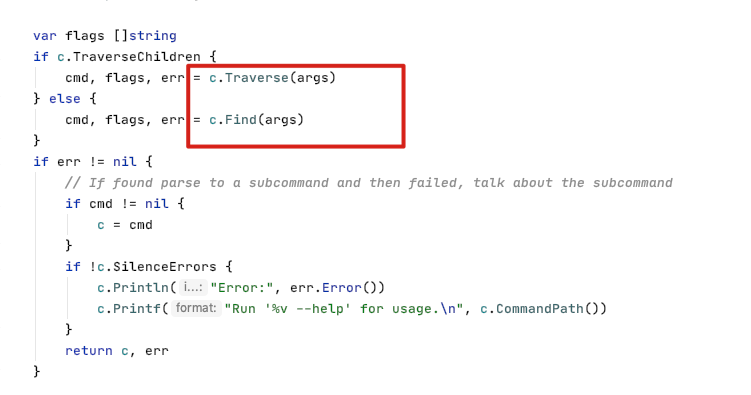 var flags []string
if c.TraverseChildren {
cmd, flags, err = c.Traverse(args)
} else {
cmd, flags, err = c.Find(args)
}
if err != nil {
// If found parse to a subcommand and then failed, talk about the subcommand
if cmd != nil {
c = cmd
}
if !c.SilenceErrors {
c.Println( i...: "Error:", err.Error())
c.Printf( format: "Run '%v --help' for usage.\n", c.CommandPath())
}
return c, err
}